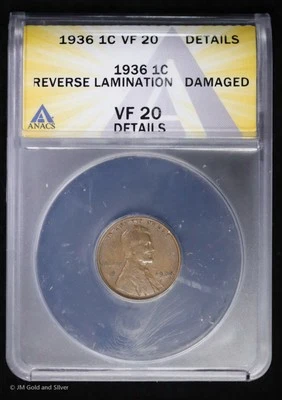 1936 1C VF 20 DETAILS
1936 1C
REVERSE LAMINATION DAMAGED
ANACS
VF 20
DETAILS
© JM Gold and Silver